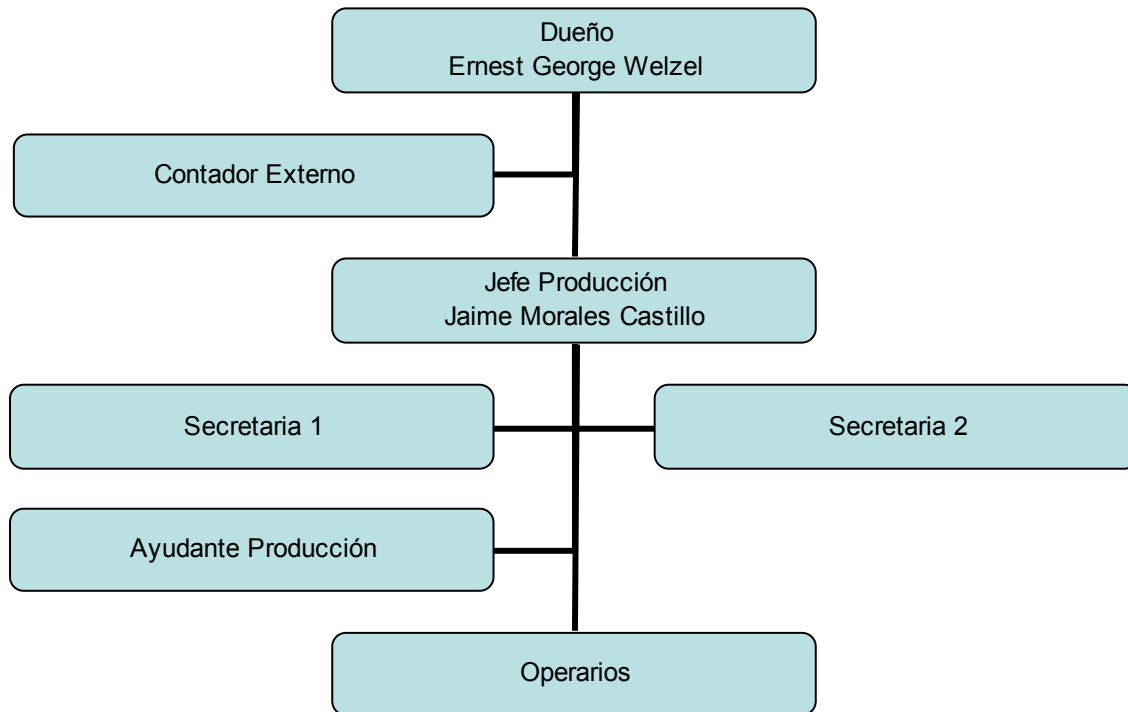 Dueño
Ernest George Welzel
Contador Externo
Jefe Producción
Jaime Morales Castillo
Secretaria 1
Secretaria 2
Ayudante Producción
Operarios